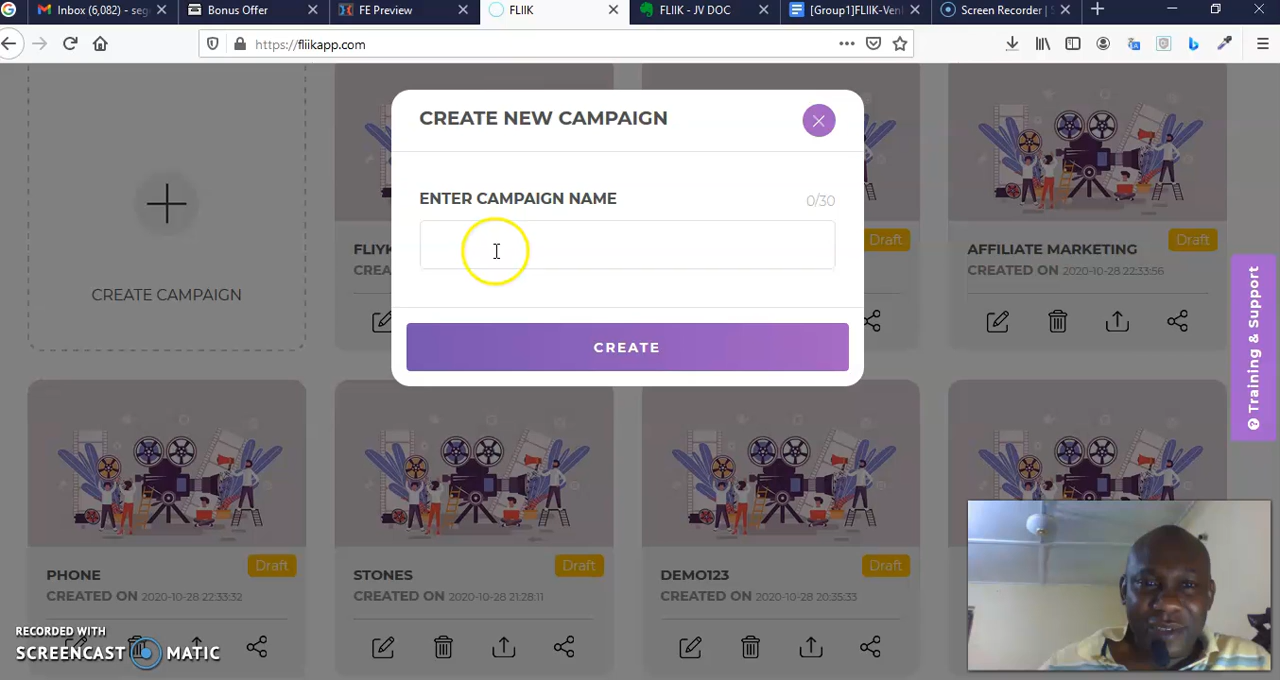 Inbox (6,082) - seg
Bonus Offer
FE Preview
FLIIK
FLIIK - JV DOC
[Group1]FLIIK-Ven
Screen Recorder | S
https://fliikapp.com
CREATE NEW CAMPAIGN
ENTER CAMPAIGN NAME
0/30
CREATE
CREATE CAMPAIGN
FLIYK
CREA
Draft
AFFILIATE MARKETING
Draft
CREATED ON 2020-10-28 22:33:56
Training & Support
PHONE
Draft
CREATED ON 2020-10-28 22:33:32
STONES
Draft
CREATED ON 2020-10-28 21:28:11
DEMO123
Draft
CREATED ON 2020-10-28 20:35:33
RECORDED WITH
SCREENCAST MATIC